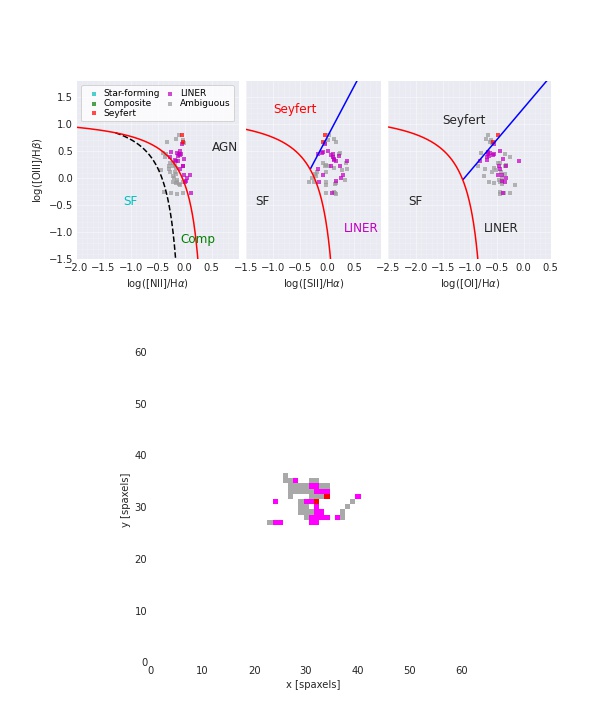 Star-forming
Composite
Seyfert
LINER
Ambiguous
1.5
1.0
0.5
0.0
−0.5
−1.0
−1.5
log([OIII]/Hβ)
AGN
SF
Comp
−2.0 −1.5 −1.0 −0.5 0.0 0.5
log([NII]/Hα)
Seyfert
SF
LINER
−1.5 −1.0 −0.5 0.0 0.5
log([SII]/Hα)
Seyfert
SF
LINER
−2.5 −2.0 −1.5 −1.0 −0.5 0.0 0.5
log([OI]/Hα)
60
50
40
30
20
10
0
y [spaxels]
0 10 20 30 40 50 60
x [spaxels]